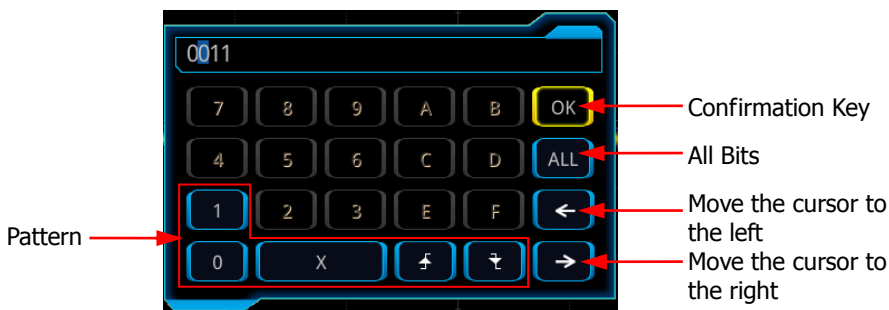 0011
7 8 9 A B OK
Confirmation Key
4 5 6 C D ALL
All Bits
1 2 3 E F ←
Move the cursor to
the left
Pattern
0 X →
Move the cursor to
the right